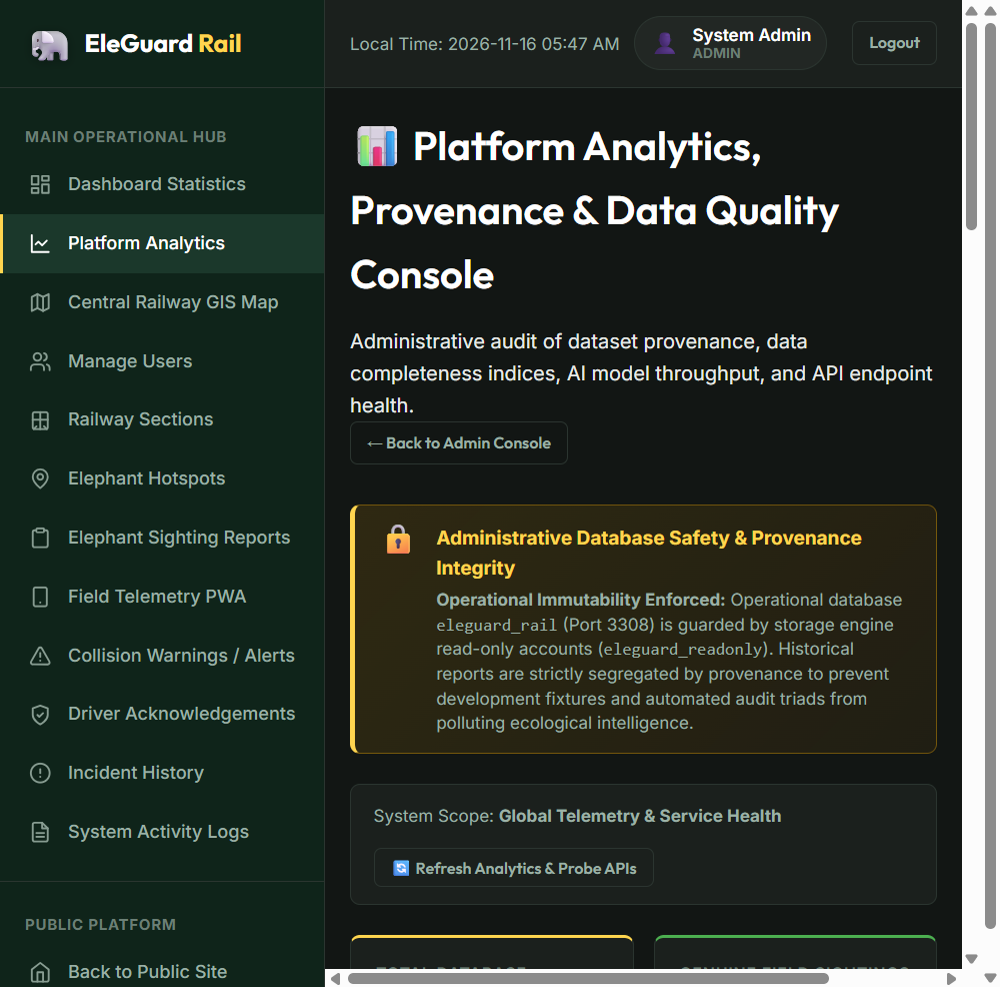 EleGuard Rail
MAIN OPERATIONAL HUB
Dashboard Statistics
Platform Analytics
Central Railway GIS Map
Manage Users
Railway Sections
Elephant Hotspots
Elephant Sighting Reports
Field Telemetry PWA
Collision Warnings / Alerts
Driver Acknowledgements
Incident History
System Activity Logs
PUBLIC PLATFORM
Back to Public Site
Local Time: 2026-11-16 05:47 AM
System Admin
ADMIN
Logout
Platform Analytics,
Provenance & Data Quality
Console
Administrative audit of dataset provenance, data
completeness indices, AI model throughput, and API endpoint
health.
← Back to Admin Console
Administrative Database Safety & Provenance
Integrity
Operational Immutability Enforced: Operational database
eleguard_rail (Port 3308) is guarded by storage engine
read-only accounts (eleguard_readonly). Historical
reports are strictly segregated by provenance to prevent
development fixtures and automated audit triads from
polluting ecological intelligence.
System Scope: Global Telemetry & Service Health
Refresh Analytics & Probe APIs
TOTAL DATABASE
GENUINE FIELD SIGHTINGS